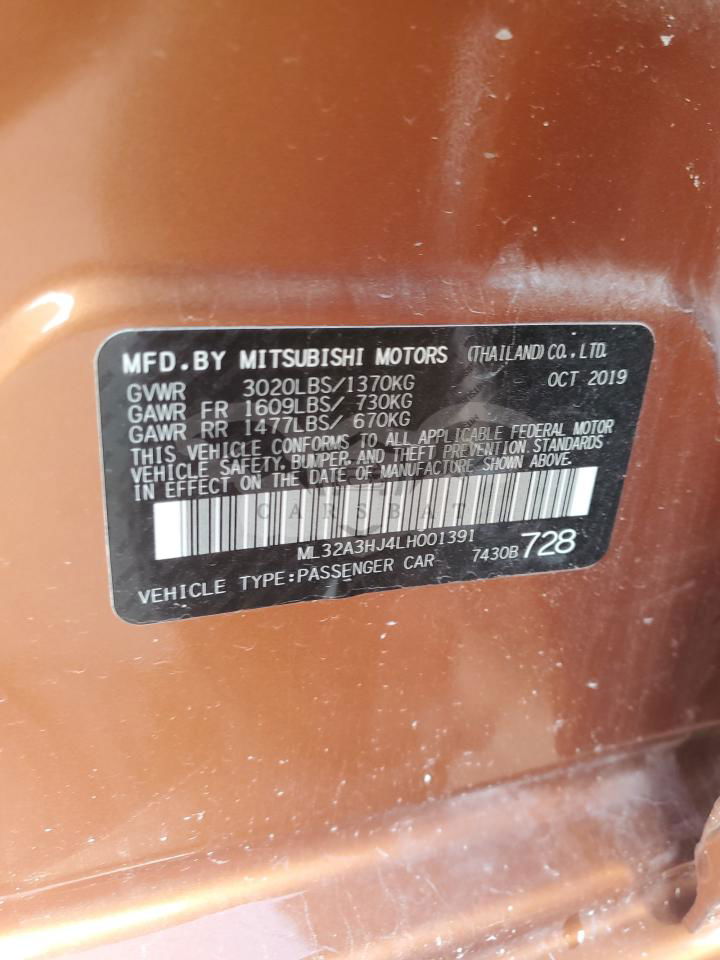 MFD.BY MITSUBISHI MOTORS (THAILAND)CO.,LTD.
GVWR 3020LBS/1370KG OCT 2019
GAWR FR 1609LBS/ 730KG
GAWR RR 1477LBS/ 670KG
THIS VEHICLE CONFORMS TO ALL APPLICABLE FEDERAL MOTOR
VEHICLE SAFETY, BUMPER, AND THEFT PREVENTION STANDARDS
IN EFFECT ON THE DATE OF MANUFACTURE SHOWN ABOVE.
CARSBAT
ML32A3HJ4LH001391
VEHICLE TYPE:PASSENGER CAR 7430B 728